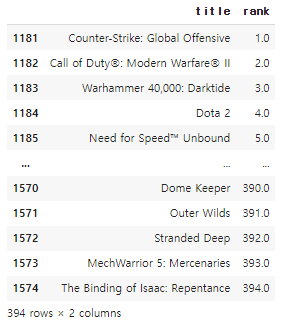 title rank
1181 Counter-Strike: Global Offensive 1.0
1182 Call of Duty®: Modern Warfare® II 2.0
1183 Warhammer 40,000: Darktide 3.0
1184 Dota 2 4.0
1185 Need for Speed™ Unbound 5.0
... ... ...
1570 Dome Keeper 390.0
1571 Outer Wilds 391.0
1572 Stranded Deep 392.0
1573 MechWarrior 5: Mercenaries 393.0
1574 The Binding of Isaac: Repentance 394.0
394 rows × 2 columns